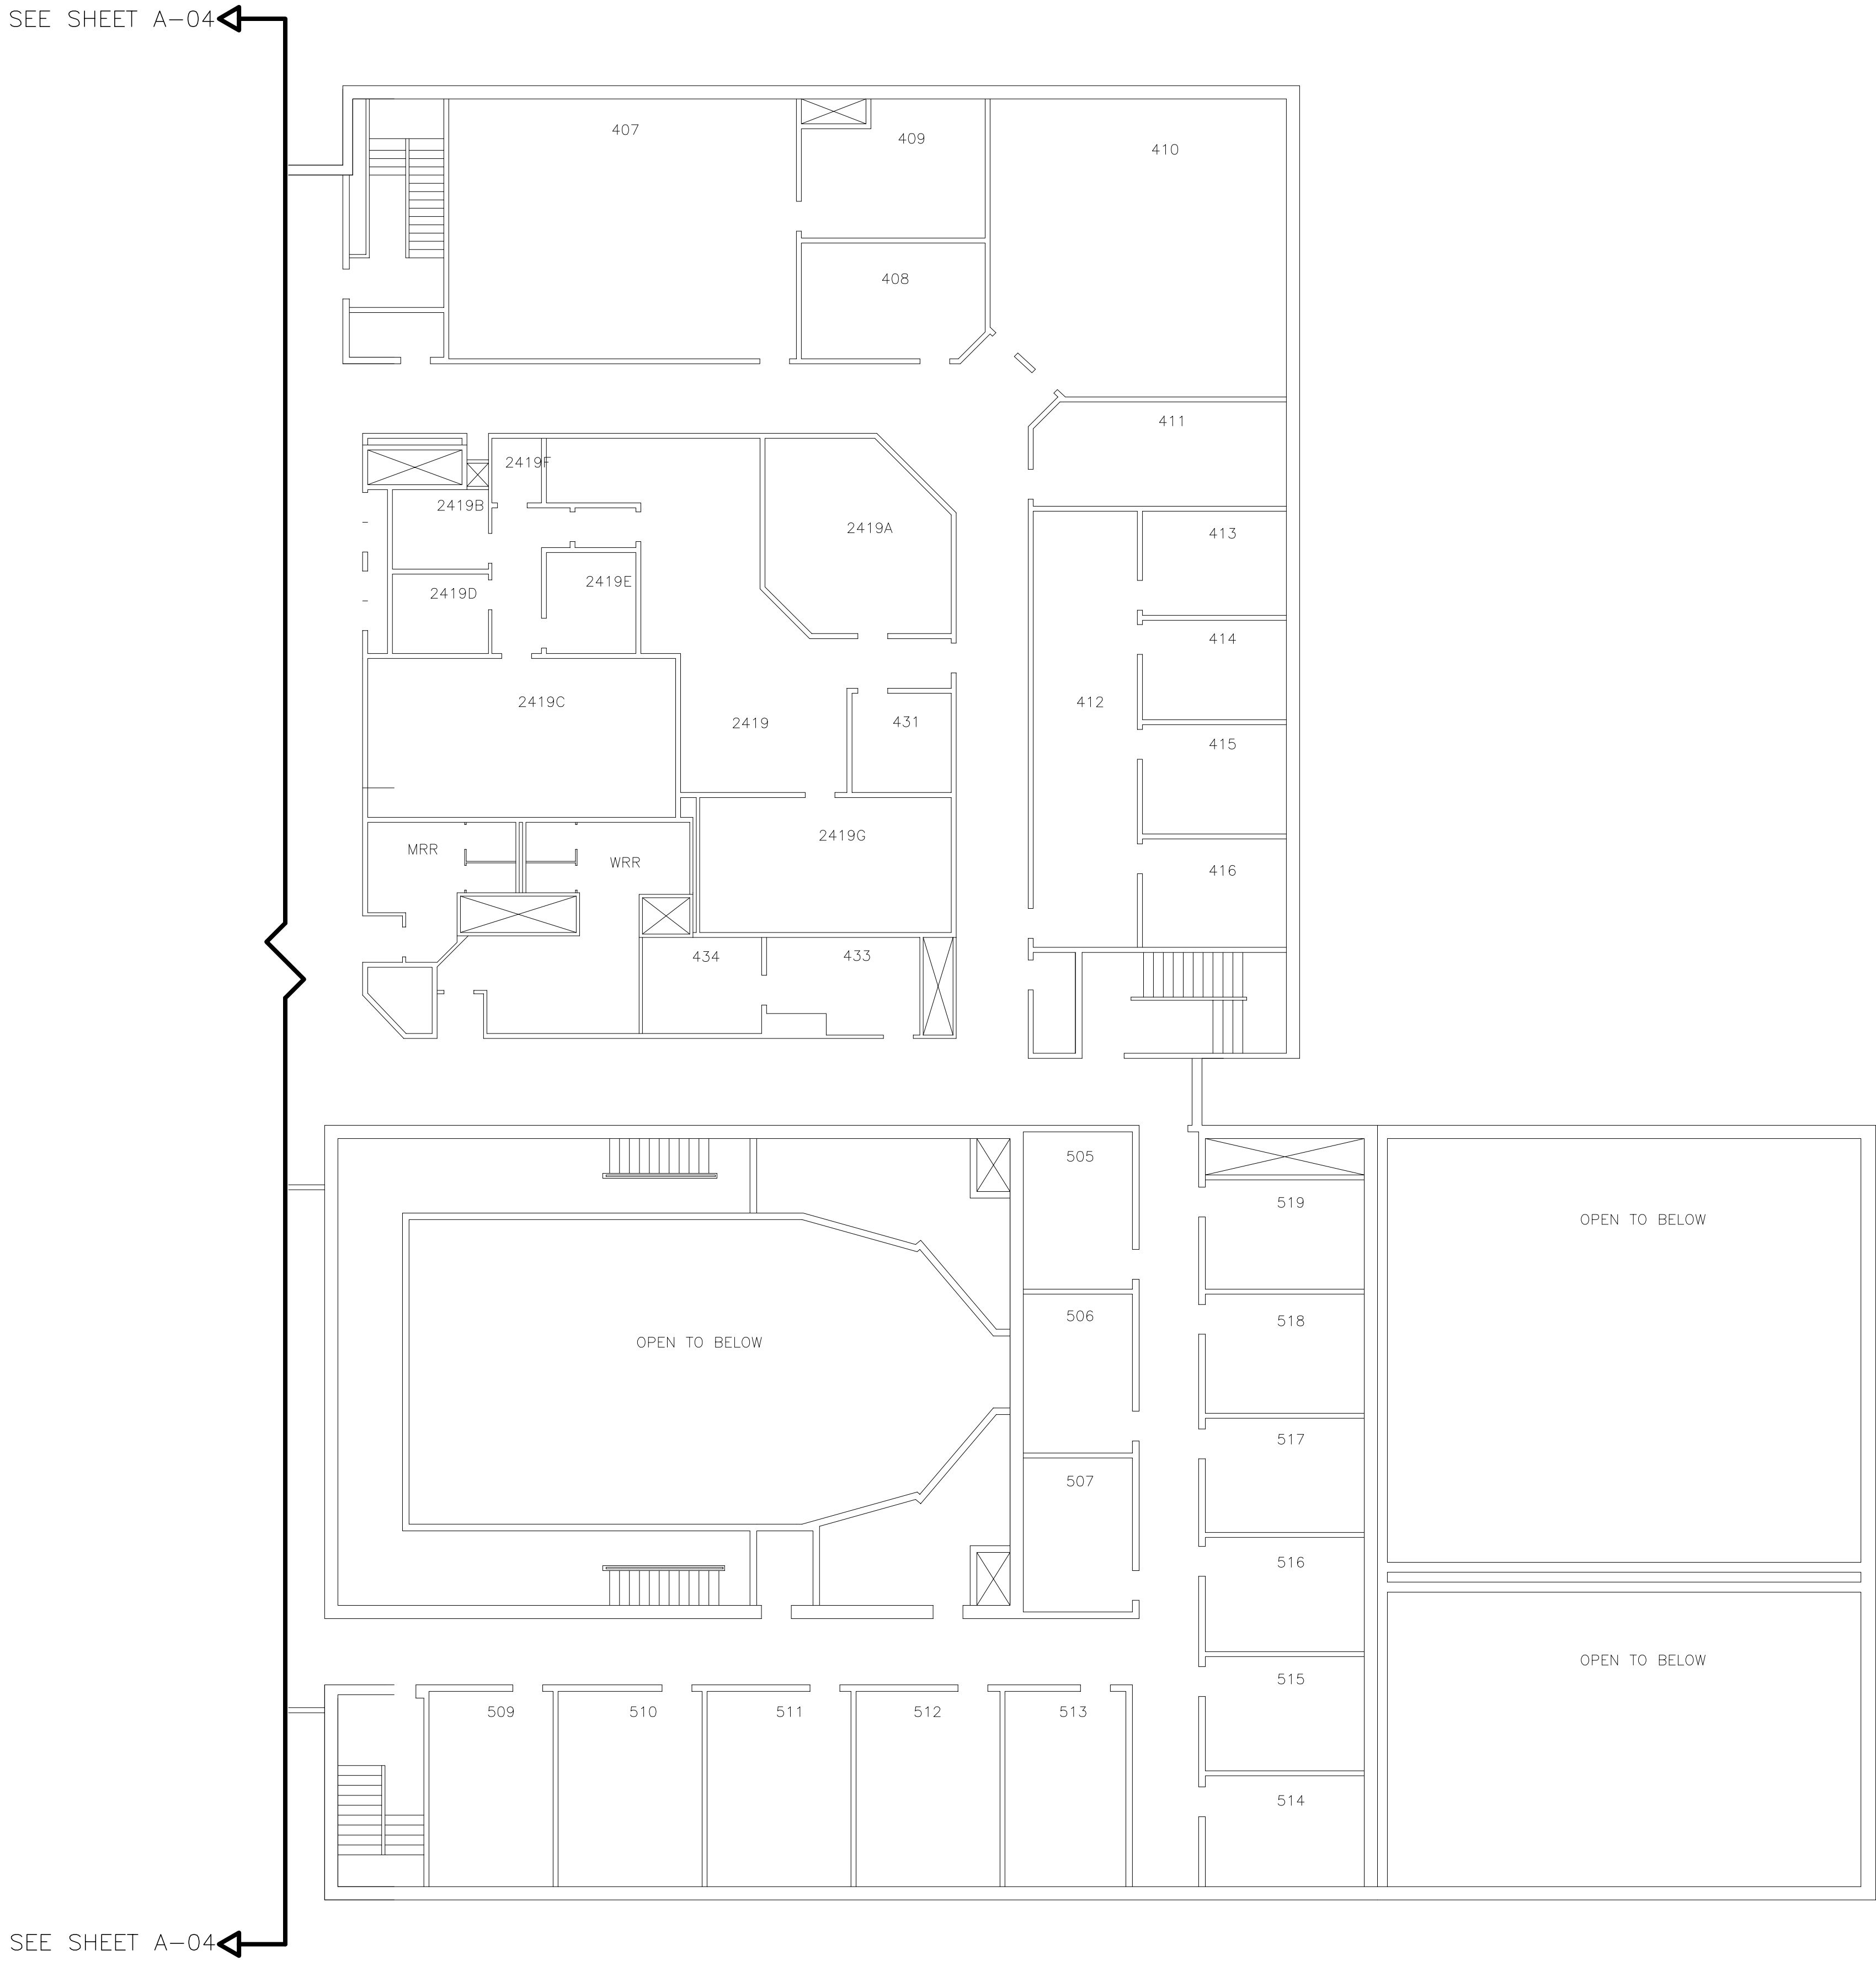 SEE SHEET A-04
407
409
410
408
411
2419F
2419B
2419A
413
2419E
2419D
414
2419C
412
431
2419
415
2419G
MRR
WRR
416
434
433
505
519
OPEN TO BELOW
506
518
OPEN TO BELOW
517
507
516
OPEN TO BELOW
515
509
510
511
512
513
514
SEE SHEET A-04